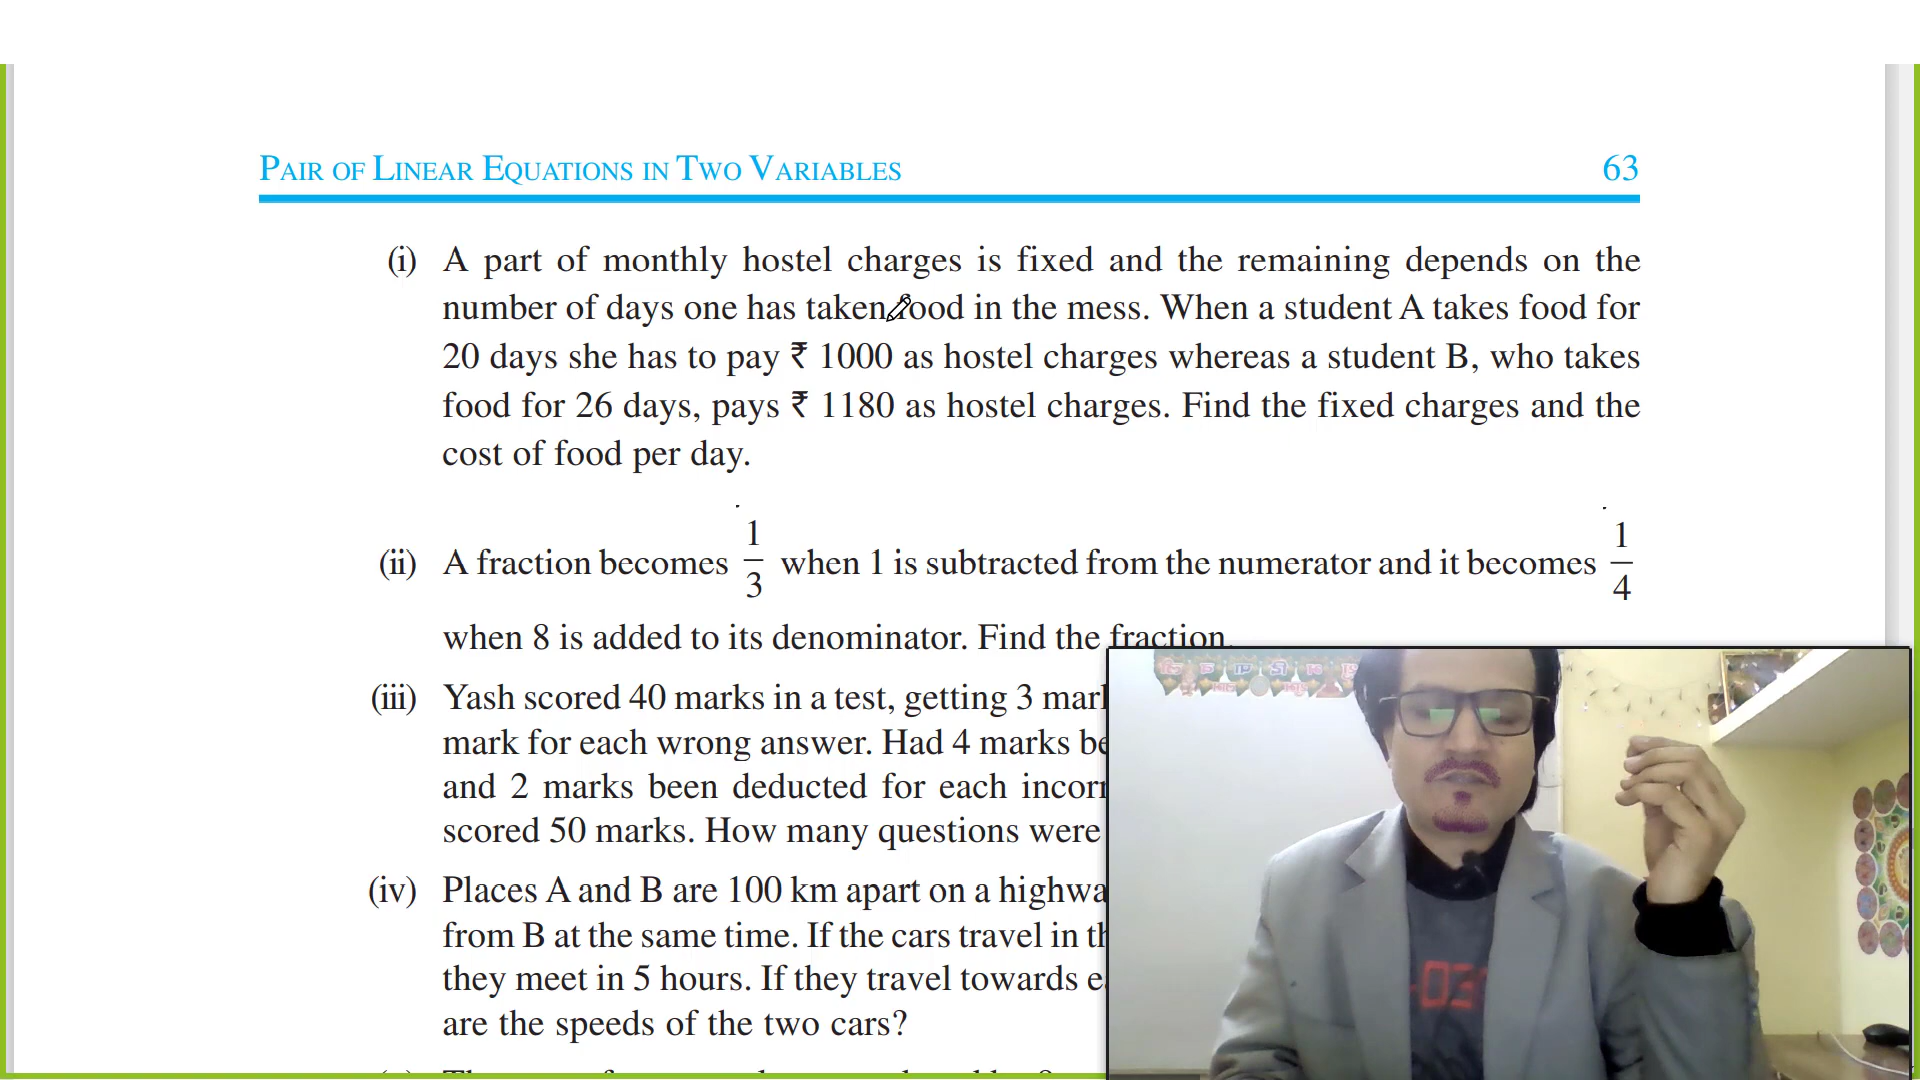 PAIR OF LINEAR EQUATIONS IN TWO VARIABLES 63
(i) A part of monthly hostel charges is fixed and the remaining depends on the
number of days one has taken food in the mess. When a student A takes food for
20 days she has to pay ₹ 1000 as hostel charges whereas a student B, who takes
food for 26 days, pays ₹ 1180 as hostel charges. Find the fixed charges and the
cost of food per day.
(ii) A fraction becomes 1/3 when 1 is subtracted from the numerator and it becomes 1/4
when 8 is added to its denominator. Find the fraction.
(iii) Yash scored 40 marks in a test, getting 3
mark for each wrong answer. Had 4 marks
and 2 marks been deducted for each
scored 50 marks. How many questions were
(iv) Places A and B are 100 km apart on a
from B at the same time. If the cars travel in
they meet in 5 hours. If they travel towards
are the speeds of the two cars?